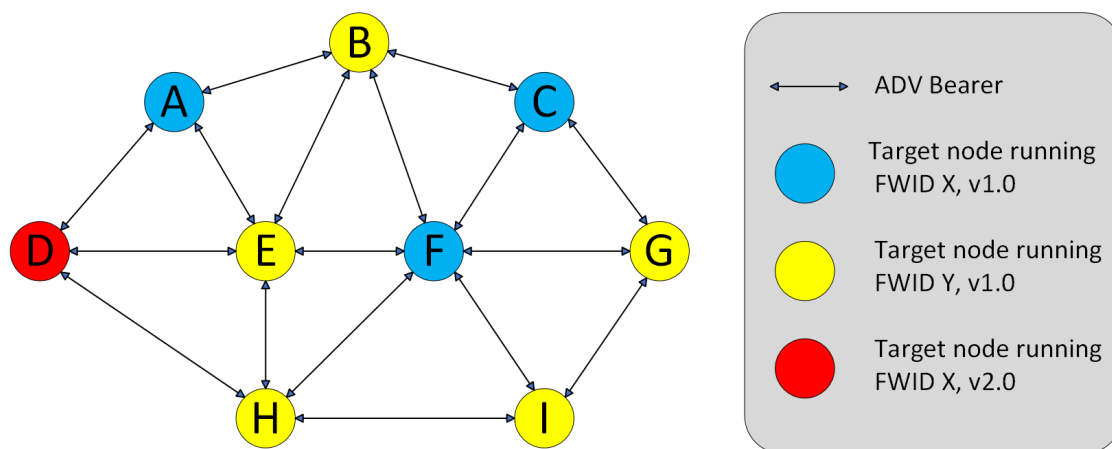 B
A
C
D
E
F
G
H
I
ADV Bearer
Target node running
FWID X, v1.0
Target node running
FWID Y, v1.0
Target node running
FWID X, v2.0